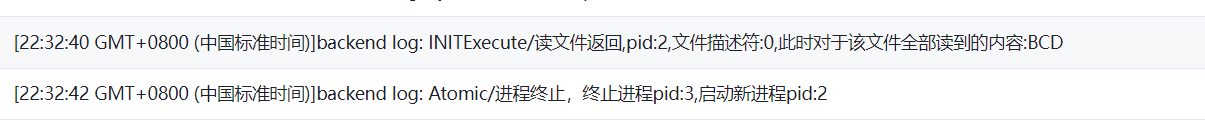 [22:32:40 GMT+0800 (中国标准时间)]backend log: INITExecute/读文件返回,pid:2,文件描述符:0,此时对于该文件全部读到的内容:BCD
[22:32:42 GMT+0800 (中国标准时间)]backend log: Atomic/进程终止，终止进程pid:3,启动新进程pid:2